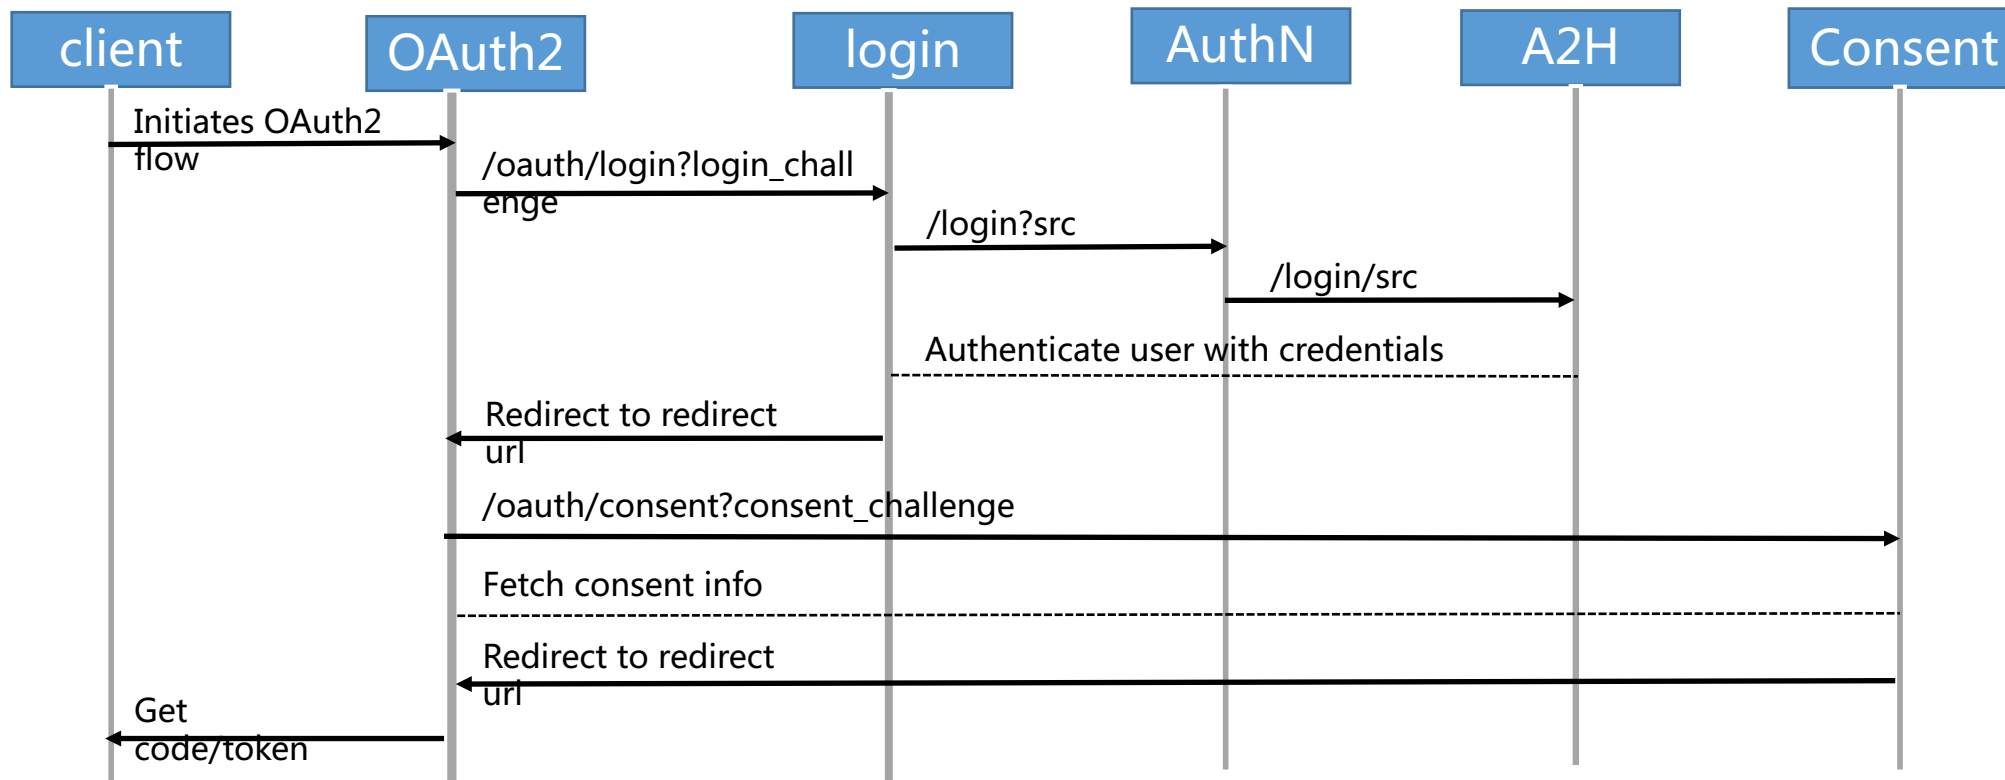 client
OAuth2
login
AuthN
A2H
Consent
Initiates OAuth2
flow
/oauth/login?login_chall
enge
/login?src
/login/src
Authenticate user with credentials
Redirect to redirect
url
/oauth/consent?consent_challenge
Fetch consent info
Redirect to redirect
url
Get
code/token